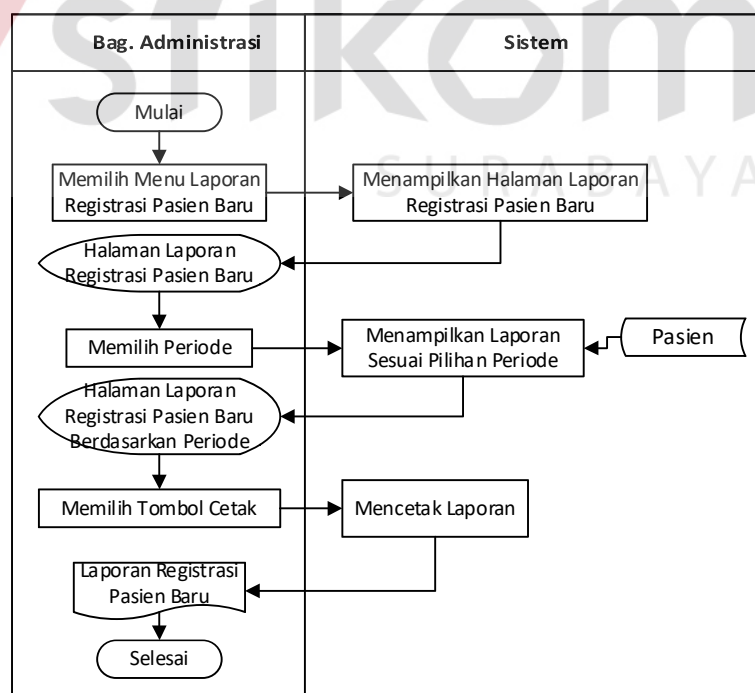 stikom
SURABAYA
Bag. Administrasi
Sistem
Mulai
Memilih Menu Laporan
Registrasi Pasien Baru
Menampilkan Halaman Laporan
Registrasi Pasien Baru
Halaman Laporan
Registrasi Pasien Baru
Memilih Periode
Menampilkan Laporan
Sesuai Pilihan Periode
Pasien
Halaman Laporan
Registrasi Pasien Baru
Berdasarkan Periode
Memilih Tombol Cetak
Mencetak Laporan
Laporan Registrasi
Pasien Baru
Selesai